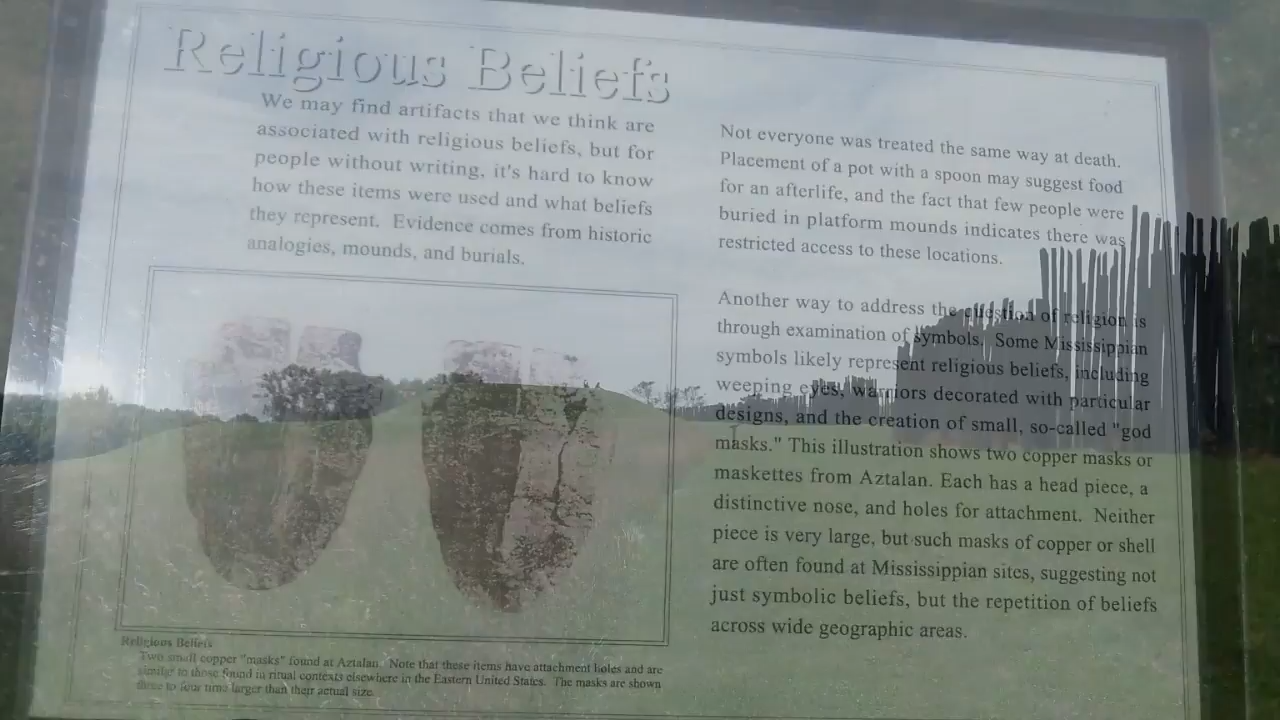 Religious Beliefs
We may find artifacts that we think are
associated with religious beliefs, but for
people without writing, it's hard to know
how these items were used and what beliefs
they represent. Evidence comes from historic
analogies, mounds, and burials.
Not everyone was treated the same way at death.
Placement of a pot with a spoon may suggest food
for an afterlife, and the fact that few people were
buried in platform mounds indicates there was
restricted access to these locations.
Another way to address the question of religion is
through examination of symbols. Some Mississippian
symbols likely represent religious beliefs, including
weeping eyes, warriors decorated with particular
designs, and the creation of small, so-called "god
masks." This illustration shows two copper masks or
maskettes from Aztalan. Each has a head piece, a
distinctive nose, and holes for attachment. Neither
piece is very large, but such masks of copper or shell
are often found at Mississippian sites, suggesting not
just symbolic beliefs, but the repetition of beliefs
across wide geographic areas.
Religious Beliefs
Two small copper "masks" found at Aztalan. Note that these items have attachment holes and are
similar to those found in ritual contexts elsewhere in the Eastern United States. The masks are shown
three to four time larger than their actual size.